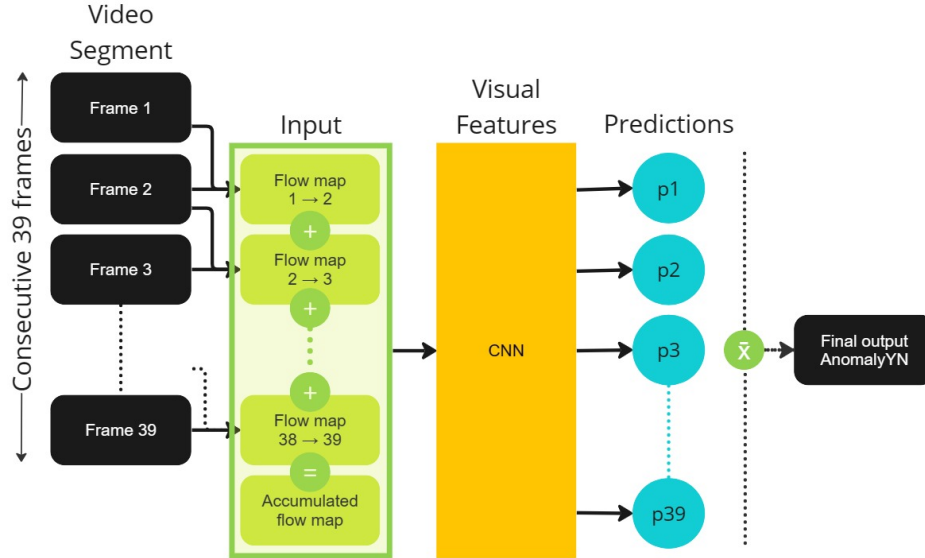 Video
Segment
Consecutive 39 frames
Frame 1
Frame 2
Frame 3
Frame 39
Input
Flow map
1 → 2
+
Flow map
2 → 3
+
+
Flow map
38 → 39
=
Accumulated
flow map
Visual
Features
CNN
Predictions
p1
p2
p3
p39
x̄
Final output
AnomalyYN